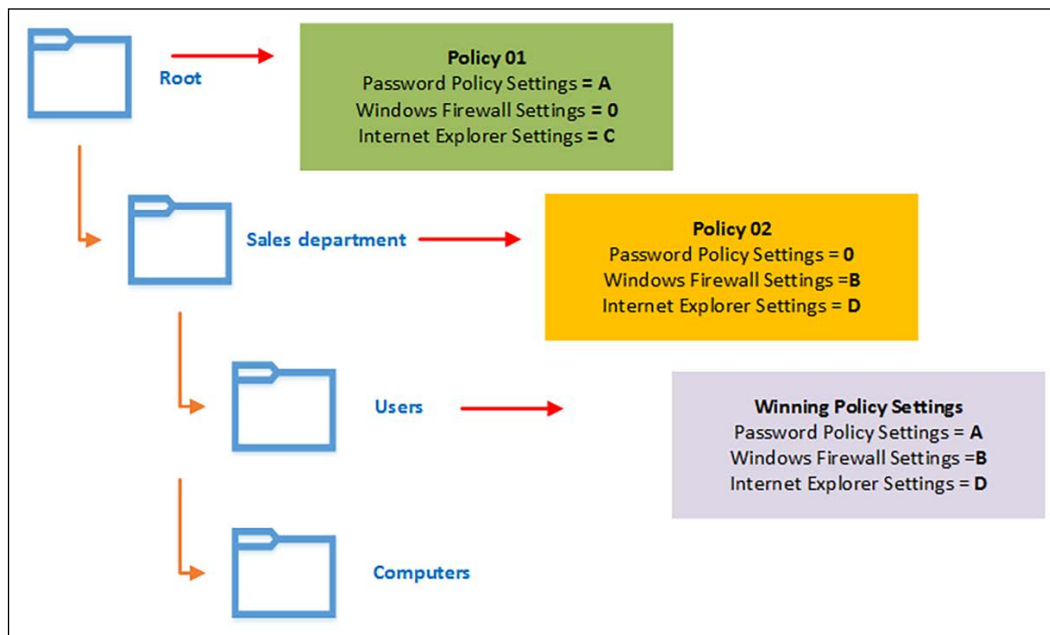 Root
Policy 01
Password Policy Settings = A
Windows Firewall Settings = 0
Internet Explorer Settings = C
Sales department
Policy 02
Password Policy Settings = 0
Windows Firewall Settings =B
Internet Explorer Settings = D
Users
Winning Policy Settings
Password Policy Settings = A
Windows Firewall Settings =B
Internet Explorer Settings = D
Computers